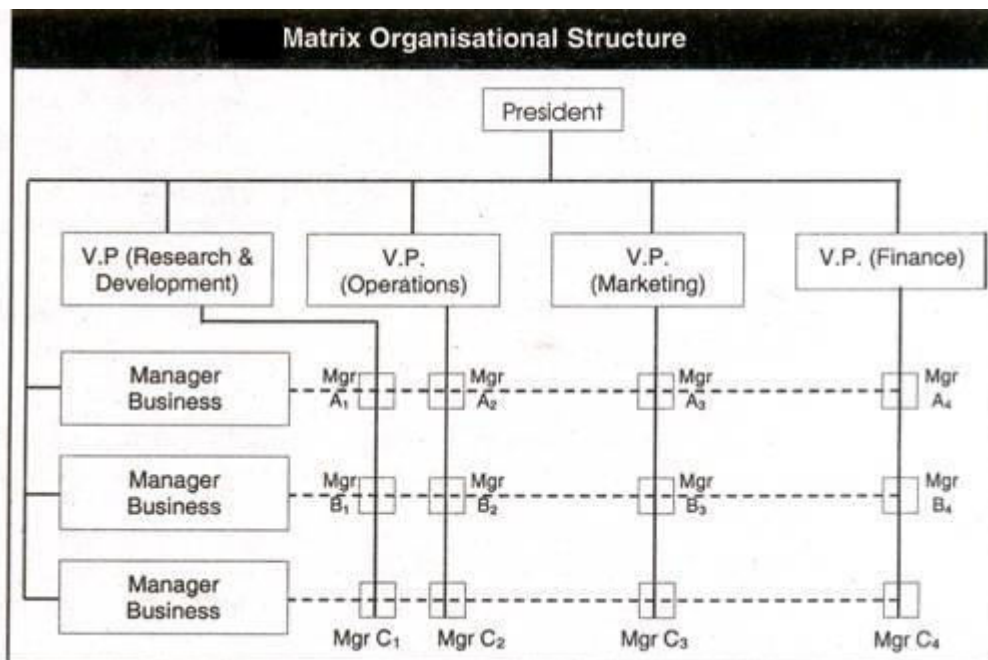 Matrix Organisational Structure
President
V.P (Research &
Development)
V.P.
(Operations)
V.P.
(Marketing)
V.P. (Finance)
Manager
Business
Mgr
A₁
Mgr
A₂
Mgr
A₃
Mgr
A₄
Manager
Business
Mgr
B₁
Mgr
B₂
Mgr
B₃
Mgr
B₄
Manager
Business
Mgr C₁
Mgr C₂
Mgr C₃
Mgr C₄